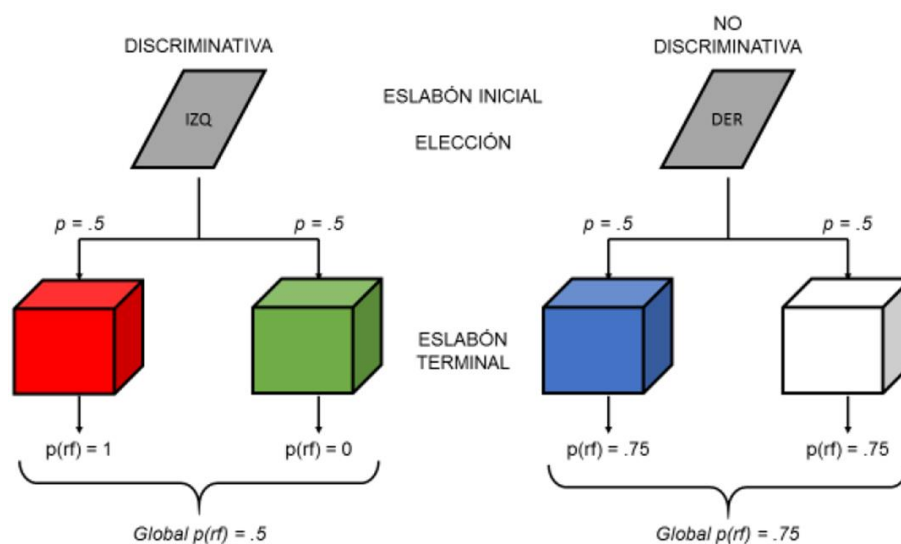 DISCRIMINATIVA
NO
DISCRIMINATIVA
IZQ
ESLABÓN INICIAL
ELECCIÓN
DER
p = .5
p = .5
p = .5
p = .5
ESLABÓN
TERMINAL
p(rf) = 1
p(rf) = 0
p(rf) = .75
p(rf) = .75
Global p(rf) = .5
Global p(rf) = .75